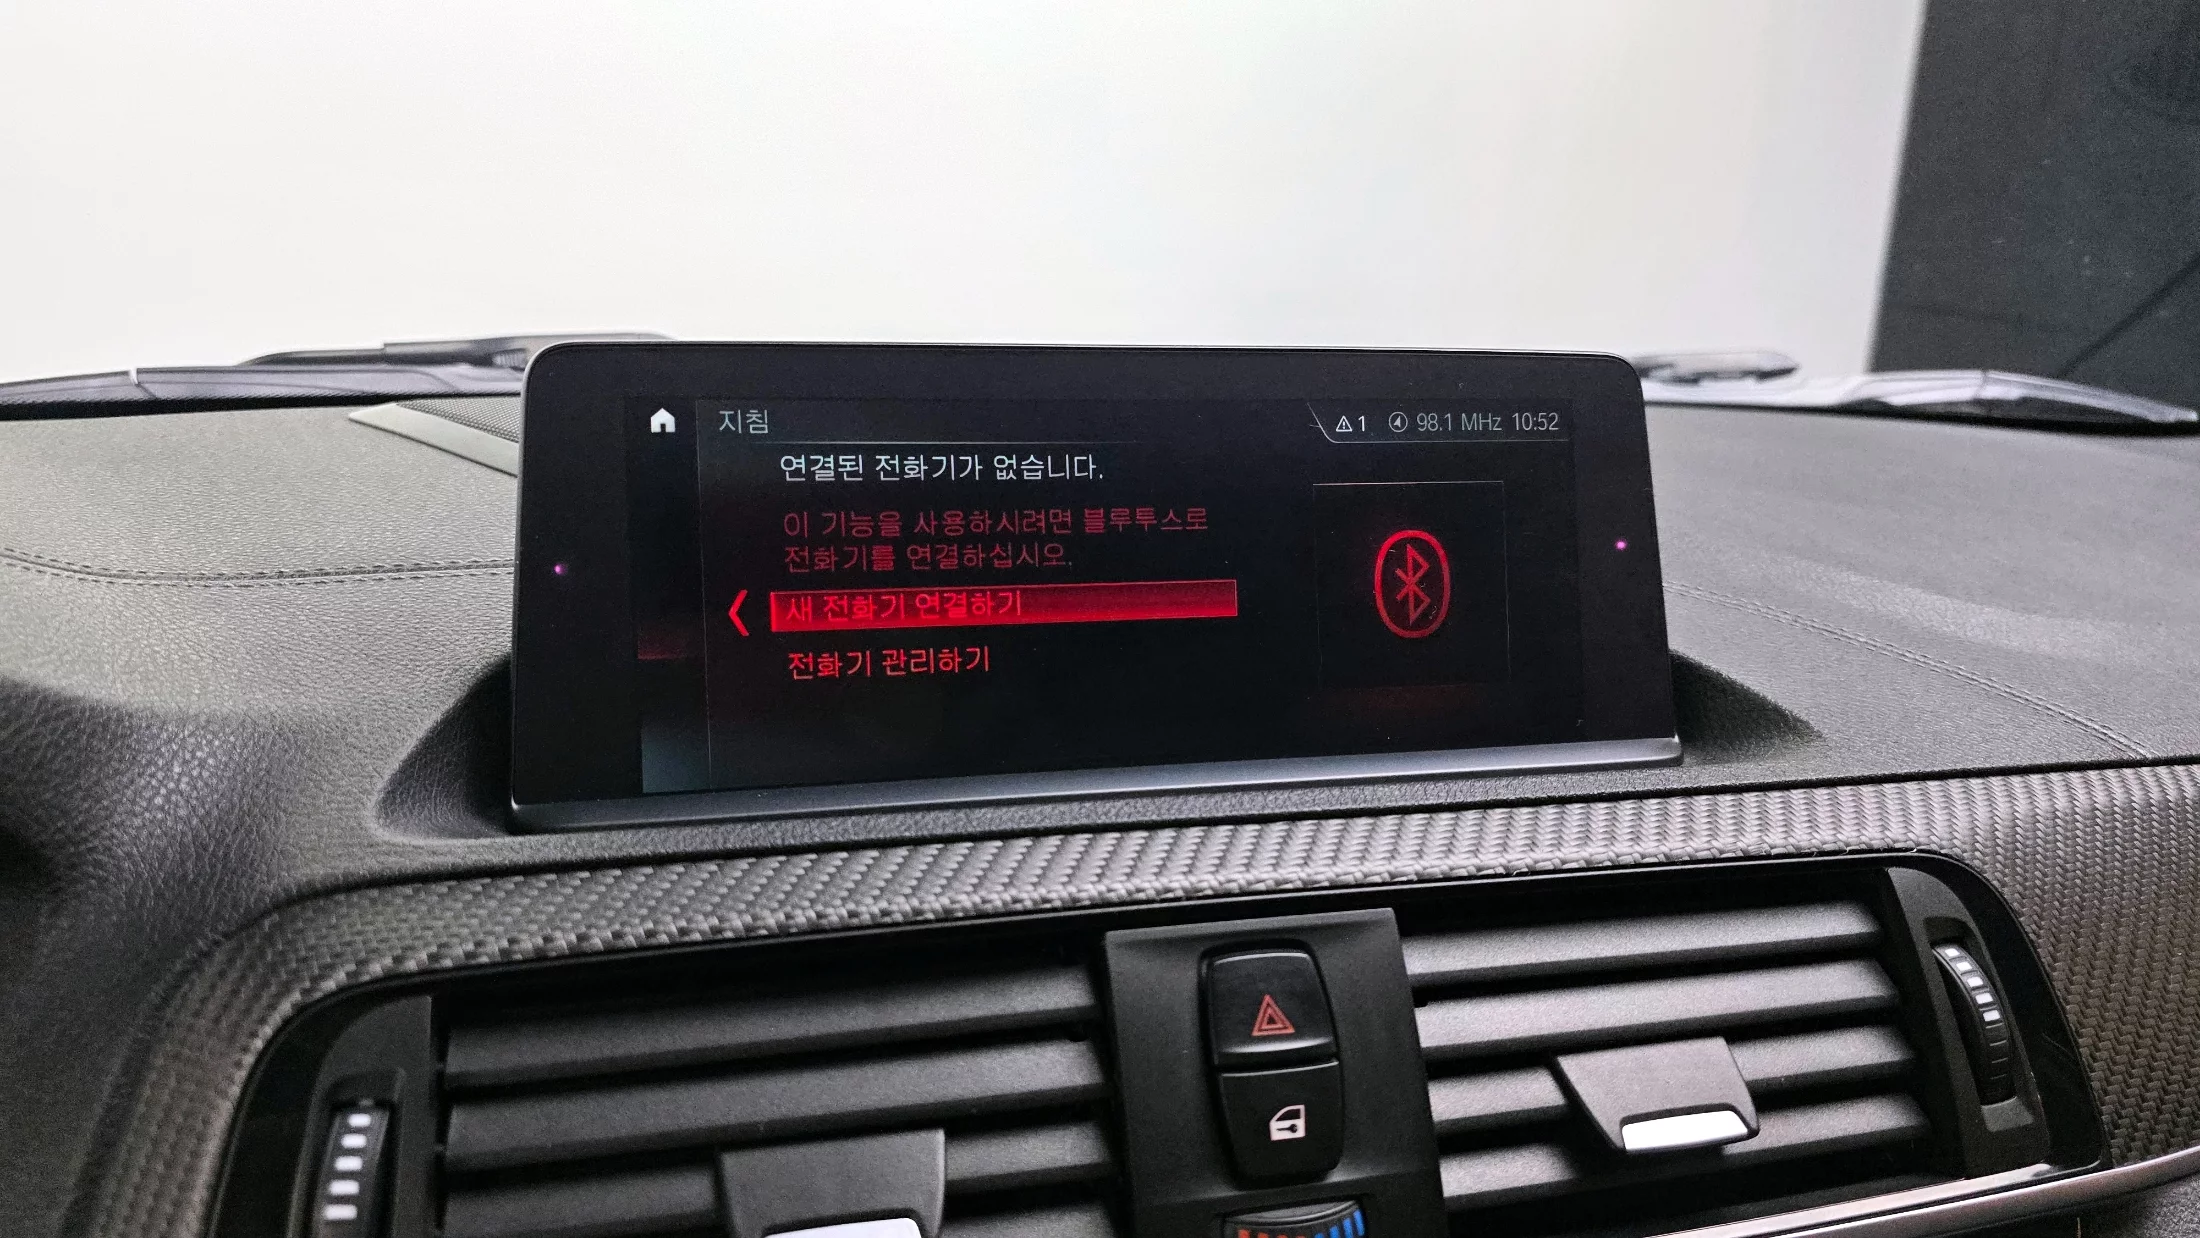 지침
1 98.1 MHz 10:52
연결된 전화기가 없습니다.
이 기능을 사용하시려면 블루투스로
전화기를 연결하십시오.
새 전화기 연결하기
전화기 관리하기